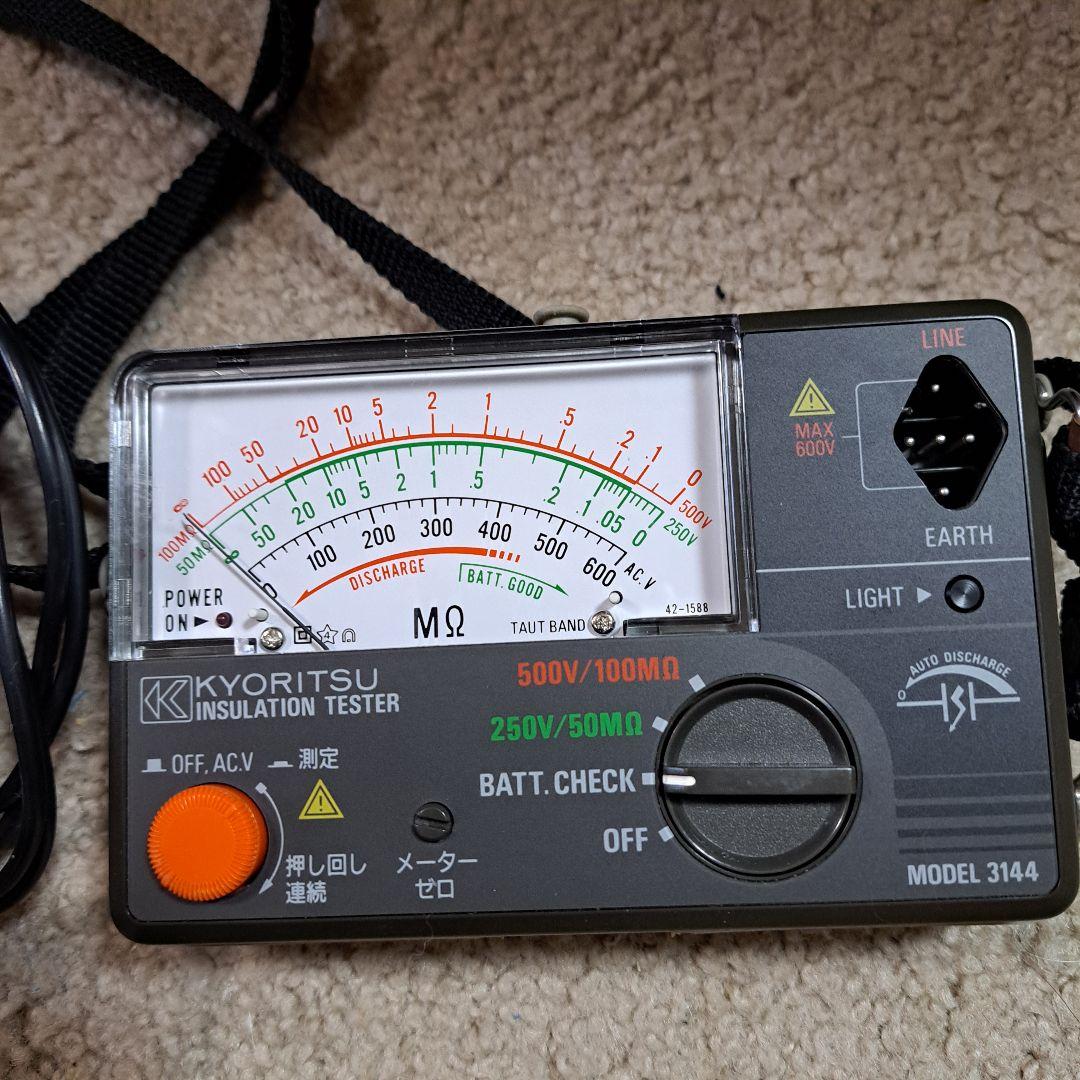 LINE
MAX
600V
EARTH
∞ 100 50 20 10 5 2 1 .5 .2 .1 0
100MΩ 500V
∞ 50 20 10 5 2 1 .5 .2 .1 .05 0
50MΩ 250V
0 100 200 300 400 500 600 AC.V
DISCHARGE
BATT. GOOD
POWER
ON
4
MΩ
TAUT BAND
42-1588
LIGHT
KYORITSU
INSULATION TESTER
500V/100MΩ
250V/50MΩ
BATT. CHECK
OFF
0 AUTO DISCHARGE
OFF, AC.V
測定
押し回し
連続
メーター
ゼロ
MODEL 3144